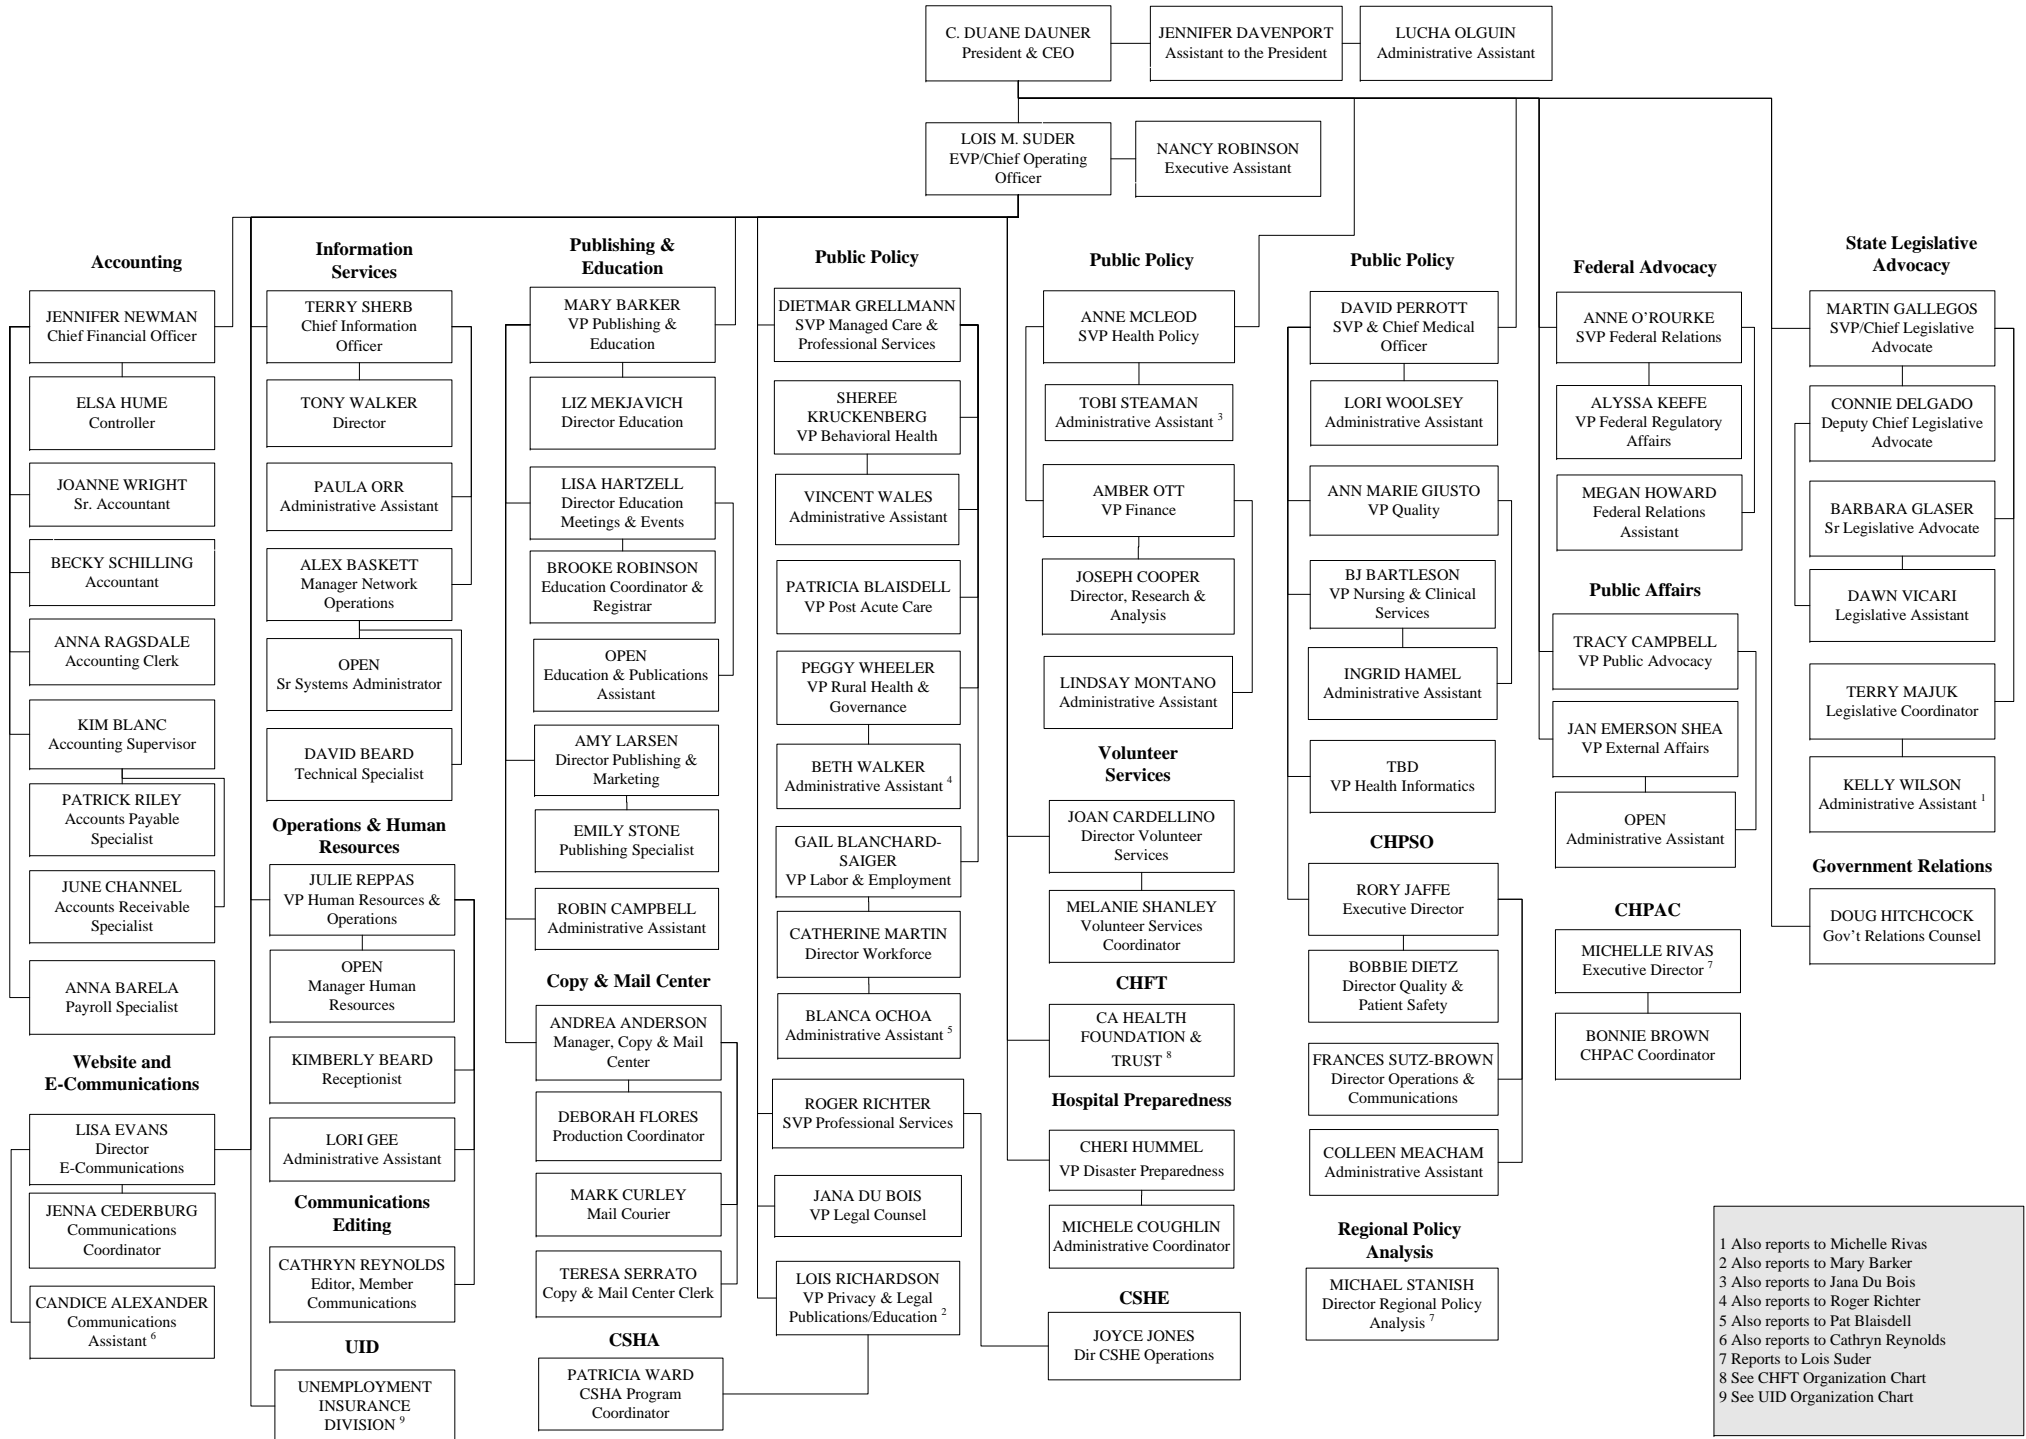 C. DUANE DAUNER
President & CEO
JENNIFER DAVENPORT
Assistant to the President
LUCHA OLGUIN
Administrative Assistant
LOIS M. SUDER
EVP/Chief Operating
Officer
NANCY ROBINSON
Executive Assistant
Accounting
JENNIFER NEWMAN
Chief Financial Officer
ELSA HUME
Controller
JOANNE WRIGHT
Sr. Accountant
BECKY SCHILLING
Accountant
ANNA RAGSDALE
Accounting Clerk
KIM BLANC
Accounting Supervisor
PATRICK RILEY
Accounts Payable
Specialist
JUNE CHANNEL
Accounts Receivable
Specialist
ANNA BARELA
Payroll Specialist
Website and
E-Communications
LISA EVANS
Director
E-Communications
JENNA CEDERBURG
Communications
Coordinator
CANDICE ALEXANDER
Communications
Assistant 6
Information
Services
TERRY SHERB
Chief Information
Officer
TONY WALKER
Director
PAULA ORR
Administrative Assistant
ALEX BASKETT
Manager Network
Operations
OPEN
Sr Systems Administrator
DAVID BEARD
Technical Specialist
Operations & Human
Resources
JULIE REPPAS
VP Human Resources &
Operations
OPEN
Manager Human
Resources
KIMBERLY BEARD
Receptionist
LORI GEE
Administrative Assistant
Communications
Editing
CATHRYN REYNOLDS
Editor, Member
Communications
UID
UNEMPLOYMENT
INSURANCE
DIVISION 9
Publishing &
Education
MARY BARKER
VP Publishing &
Education
LIZ MEKJAVICH
Director Education
LISA HARTZELL
Director Education
Meetings & Events
BROOKE ROBINSON
Education Coordinator &
Registrar
OPEN
Education & Publications
Assistant
AMY LARSEN
Director Publishing &
Marketing
EMILY STONE
Publishing Specialist
ROBIN CAMPBELL
Administrative Assistant
Copy & Mail Center
ANDREA ANDERSON
Manager, Copy & Mail
Center
DEBORAH FLORES
Production Coordinator
MARK CURLEY
Mail Courier
TERESA SERRATO
Copy & Mail Center Clerk
CSHA
PATRICIA WARD
CSHA Program
Coordinator
Public Policy
DIETMAR GRELLMANN
SVP Managed Care &
Professional Services
SHEREE
KRUCKENBERG
VP Behavioral Health
VINCENT WALES
Administrative Assistant
PATRICIA BLAISDELL
VP Post Acute Care
PEGGY WHEELER
VP Rural Health &
Governance
BETH WALKER
Administrative Assistant 4
GAIL BLANCHARD-
SAIGER
VP Labor & Employment
CATHERINE MARTIN
Director Workforce
BLANCA OCHOA
Administrative Assistant 5
ROGER RICHTER
SVP Professional Services
JANA DU BOIS
VP Legal Counsel
LOIS RICHARDSON
VP Privacy & Legal
Publications/Education 2
Public Policy
ANNE MCLEOD
SVP Health Policy
TOBI STEAMAN
Administrative Assistant 3
AMBER OTT
VP Finance
JOSEPH COOPER
Director, Research &
Analysis
LINDSAY MONTANO
Administrative Assistant
Volunteer
Services
JOAN CARDELLINO
Director Volunteer
Services
MELANIE SHANLEY
Volunteer Services
Coordinator
CHFT
CA HEALTH
FOUNDATION &
TRUST 8
Hospital Preparedness
CHERI HUMMEL
VP Disaster Preparedness
MICHELE COUGHLIN
Administrative Coordinator
CSHE
JOYCE JONES
Dir CSHE Operations
Public Policy
DAVID PERROTT
SVP & Chief Medical
Officer
LORI WOOLSEY
Administrative Assistant
ANN MARIE GIUSTO
VP Quality
BJ BARTLESON
VP Nursing & Clinical
Services
INGRID HAMEL
Administrative Assistant
TBD
VP Health Informatics
CHPSO
RORY JAFFE
Executive Director
BOBBIE DIETZ
Director Quality &
Patient Safety
FRANCES SUTZ-BROWN
Director Operations &
Communications
COLLEEN MEACHAM
Administrative Assistant
Regional Policy
Analysis
MICHAEL STANISH
Director Regional Policy
Analysis 7
Federal Advocacy
ANNE O’ROURKE
SVP Federal Relations
ALYSSA KEEFE
VP Federal Regulatory
Affairs
MEGAN HOWARD
Federal Relations
Assistant
Public Affairs
TRACY CAMPBELL
VP Public Advocacy
JAN EMERSON SHEA
VP External Affairs
OPEN
Administrative Assistant
CHPAC
MICHELLE RIVAS
Executive Director 7
BONNIE BROWN
CHPAC Coordinator
State Legislative
Advocacy
MARTIN GALLEGOS
SVP/Chief Legislative
Advocate
CONNIE DELGADO
Deputy Chief Legislative
Advocate
BARBARA GLASER
Sr Legislative Advocate
DAWN VICARI
Legislative Assistant
TERRY MAJUK
Legislative Coordinator
KELLY WILSON
Administrative Assistant 1
Government Relations
DOUG HITCHCOCK
Gov’t Relations Counsel
1 Also reports to Michelle Rivas
2 Also reports to Mary Barker
3 Also reports to Jana Du Bois
4 Also reports to Roger Richter
5 Also reports to Pat Blaisdell
6 Also reports to Cathryn Reynolds
7 Reports to Lois Suder
8 See CHFT Organization Chart
9 See UID Organization Chart